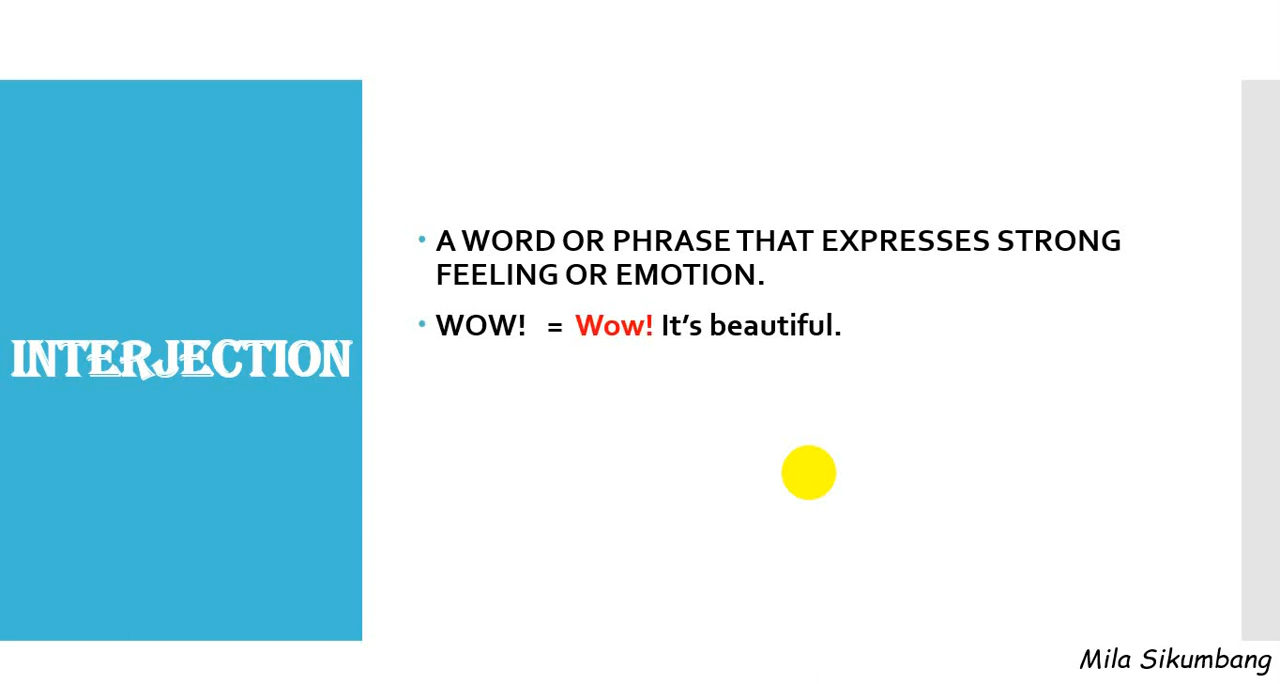 INTERJECTION
• A WORD OR PHRASE THAT EXPRESSES STRONG
FEELING OR EMOTION.
• WOW! = Wow! It’s beautiful.
Mila Sikumbang